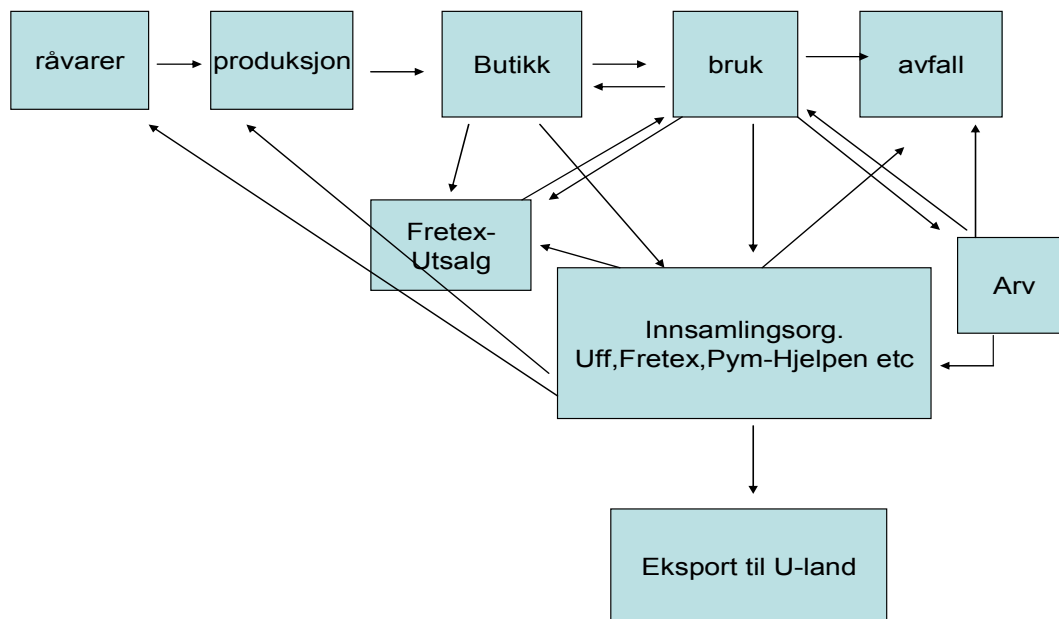 råvarer
produksjon
Butikk
bruk
avfall
Fretex-
Utsalg
Arv
Innsamlingsorg.
Uff,Fretex,Pym-Hjelpen etc
Eksport til U-land